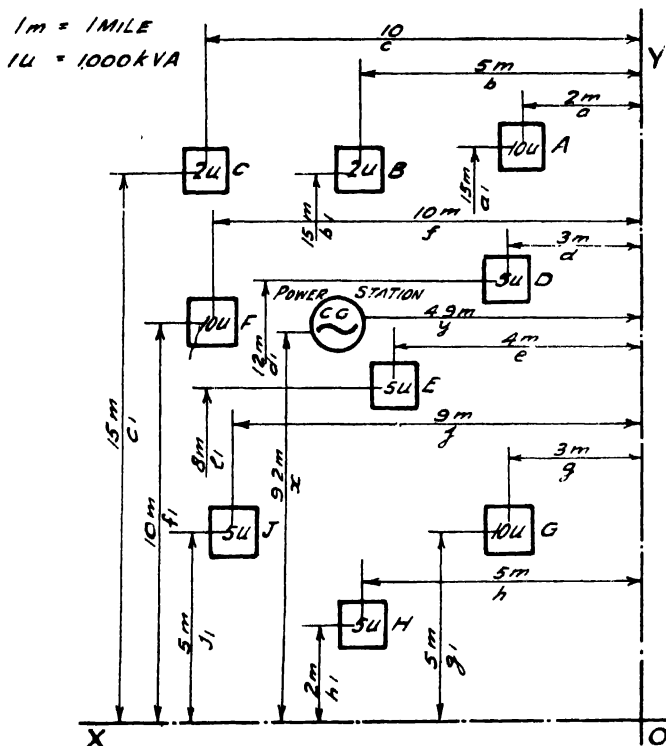 1m = 1MILE
1u = 1000kVA
10
c
Y
5m
b
2m
a
2u C
2u B
10u A
15m
a1
15m
b1
10m
f
3m
d
5u D
POWER STATION
CG
10u F
4.9m
y
12m
d1
4m
e
5u E
15m
c1
8m
e1
9m
j
9.2m
x
3m
g
10m
f1
5u J
10u G
5m
h
5u H
5m
j1
2m
h1
5m
g1
X
O